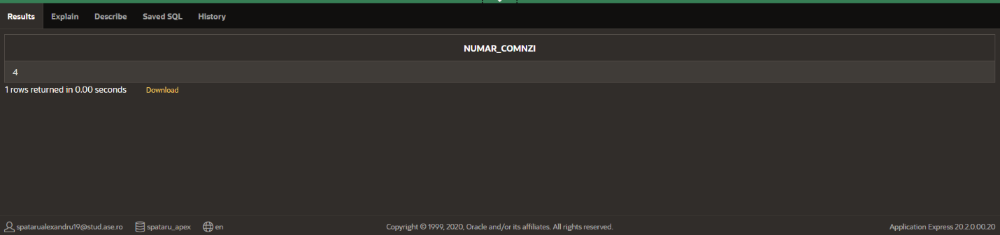 Results Explain Describe Saved SQL History
NUMAR_COMNZI
4
1 rows returned in 0.00 seconds Download
spatarualexandru19@stud.ase.ro spataru_apex en Copyright © 1999, 2020, Oracle and/or its affiliates. All rights reserved. Application Express 20.2.0.00.20